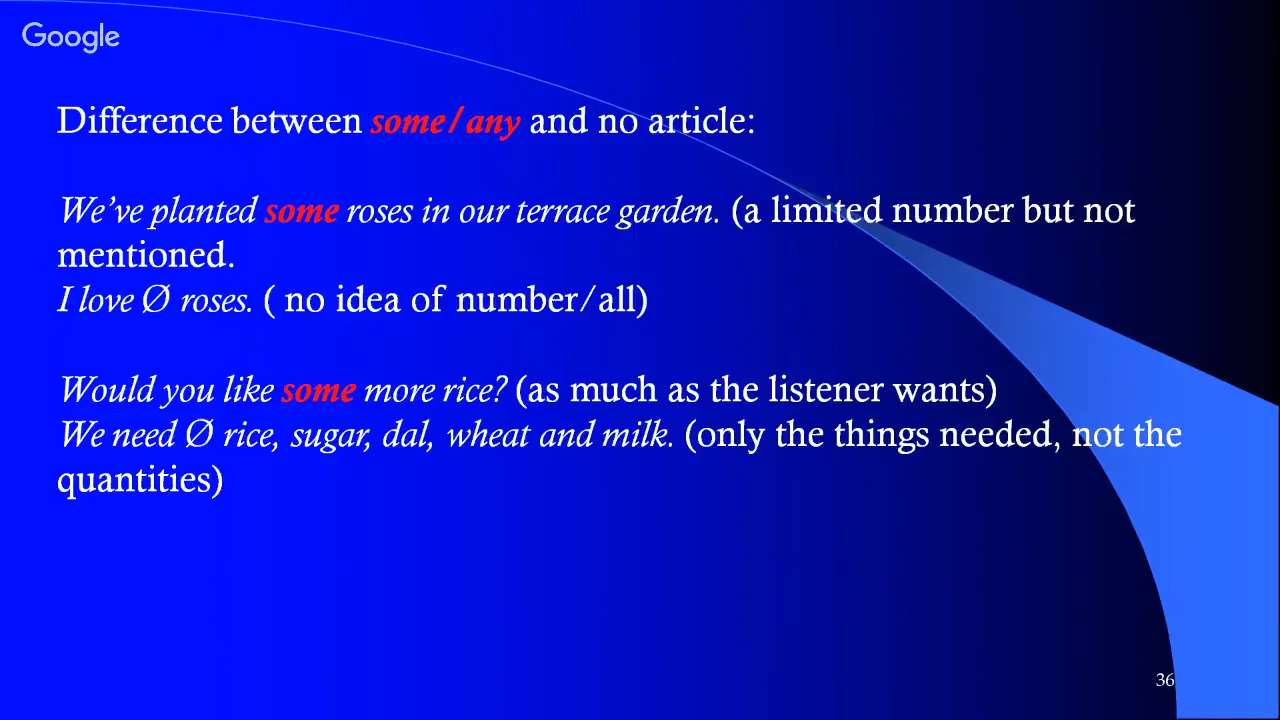 Google
Difference between some/any and no article:
We’ve planted some roses in our terrace garden. (a limited number but not
mentioned.
I love Ø roses. ( no idea of number/all)
Would you like some more rice? (as much as the listener wants)
We need Ø rice, sugar, dal, wheat and milk. (only the things needed, not the
quantities)
36